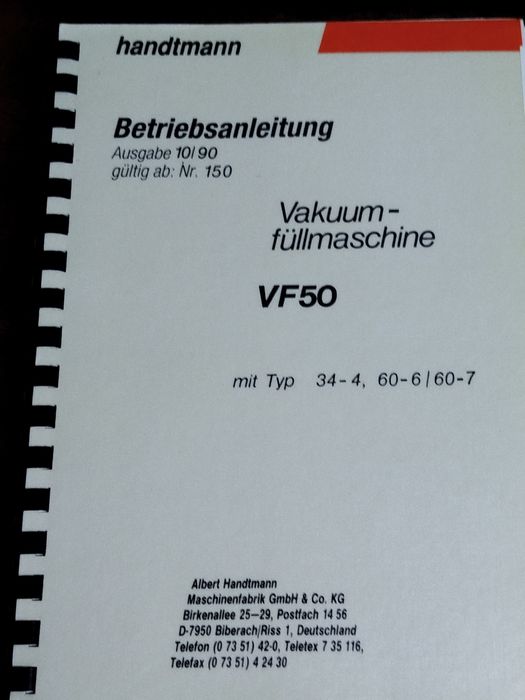 handtmann
Betriebsanleitung
Ausgabe 10/90
gültig ab: Nr. 150
Vakuum-
füllmaschine
VF50
mit Typ 34-4, 60-6/60-7
Albert Handtmann
Maschinenfabrik GmbH & Co. KG
Birkenallee 25–29, Postfach 14 56
D-7950 Biberach/Riss 1, Deutschland
Telefon (0 73 51) 42-0, Teletex 7 35 116,
Telefax (0 73 51) 4 24 30